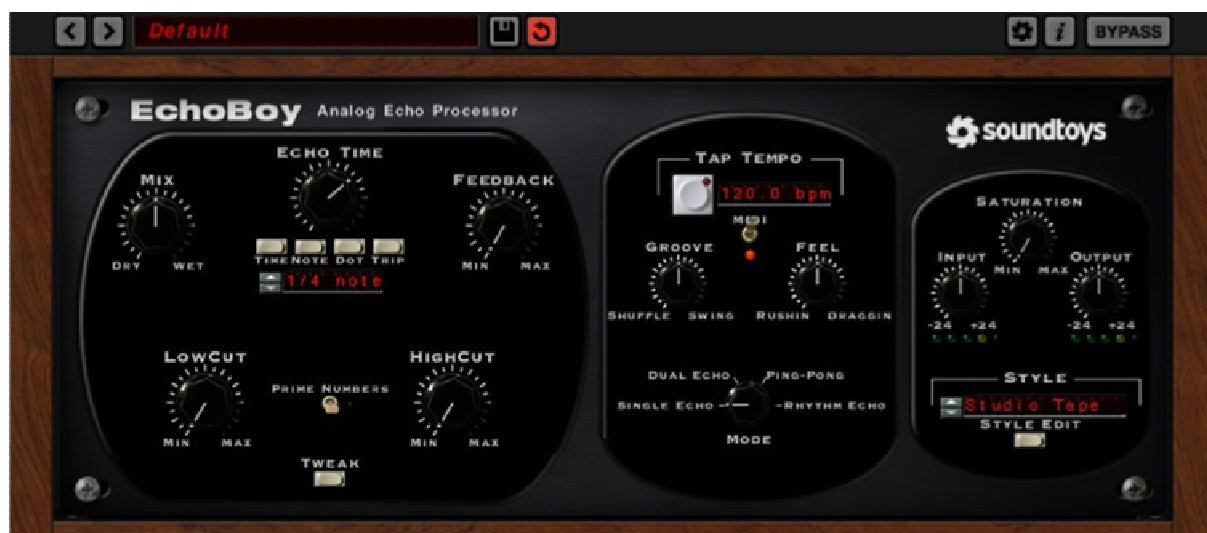 Default
i
BYPASS
EchoBoy Analog Echo Processor
soundtoys
ECHO TIME
MIX
FEEDBACK
DRY WET
TIME NOTE DOT TRIP
MIN MAX
1/4 note
LOWCUT
HIGHCUT
PRIME NUMBERS
MIN MAX
MIN MAX
TWEAK
TAP TEMPO
120.0 bpm
MIDI
GROOVE FEEL
SHUFFLE SWING RUSHIN DRAGGIN
DUAL ECHO PING-PONG
SINGLE ECHO RHYTHM ECHO
MODE
SATURATION
INPUT MIN MAX OUTPUT
-24 +24 -24 +24
STYLE
Studio Tape
STYLE EDIT